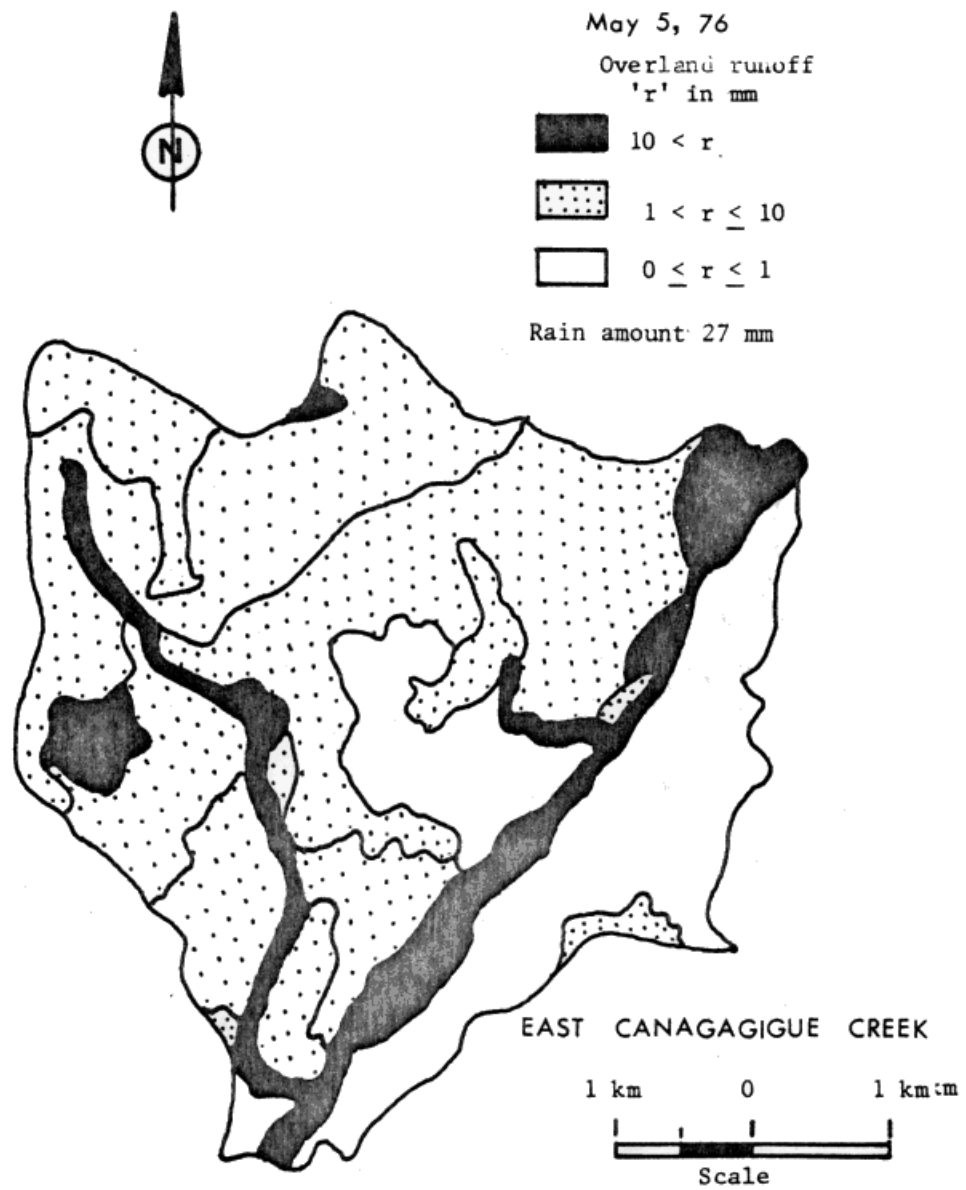 May 5, 76
Overland runoff
'r' in mm
N
10 < r
1 < r ≤ 10
0 ≤ r ≤ 1
Rain amount 27 mm
EAST CANAGAGIGUE CREEK
1 km 0 1 km
Scale